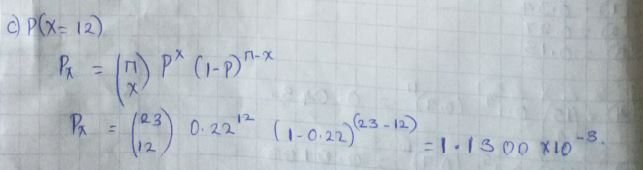 c) P(X = 12)
Px = (n x) P^x (1-P)^n-x
Px = (23 12) 0.22^12 (1-0.22)^(23-12) = 1.1300 x10^-3.